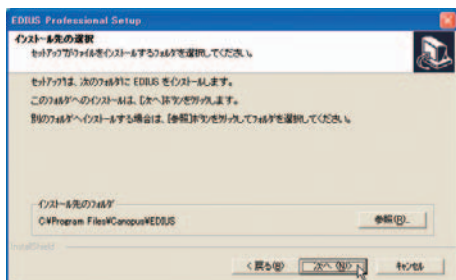 EDIUS Professional Setup
インストール先の選択
セットアップがファイルをインストールするフォルダを選択してください。
セットアップは、次のフォルダに EDIUS をインストールします。
このフォルダへのインストールは、[次へ]ボタンをクリックします。
別のフォルダへインストールする場合は、[参照]ボタンをクリックしてフォルダを選択してください。
インストール先のフォルダ
C:¥Program Files¥Canopus¥EDIUS
参照(R)...
InstallShield
< 戻る(B)
次へ (N) >
キャンセル